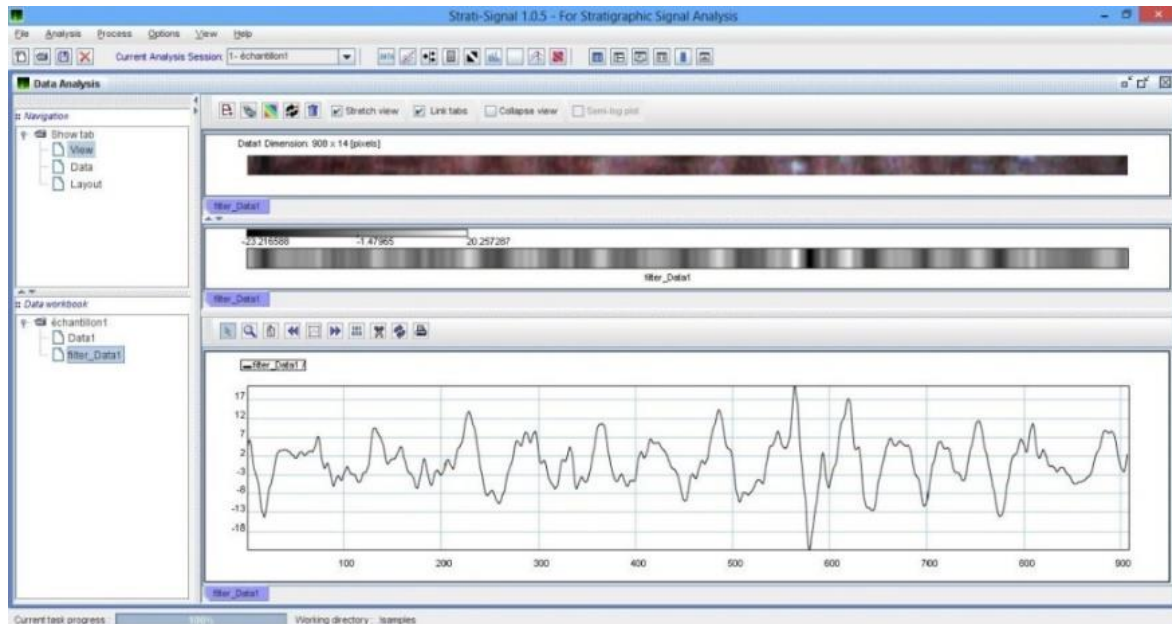 Strati-Signal 1.0.5 - For Stratigraphic Signal Analysis
File Analysis Process Options View Help
Current Analysis Session: 1- échantillon1
Data Analysis
Navigation
Show tab
View
Data
Layout
Data workbook
échantillon1
Data1
filter_Data1
Stretch view Link tabs Collapse view Semi-log plot
Data1 Dimension: 908 x 14 [pixels]
filter_Data1
-23.216588 -1.47965 20.257287
filter_Data1
filter_Data1
filter_Data1
17
12
7
2
-3
-8
-13
-18
100 200 300 400 500 600 700 800 900
filter_Data1
Current task progress: 100% Working directory: \samples